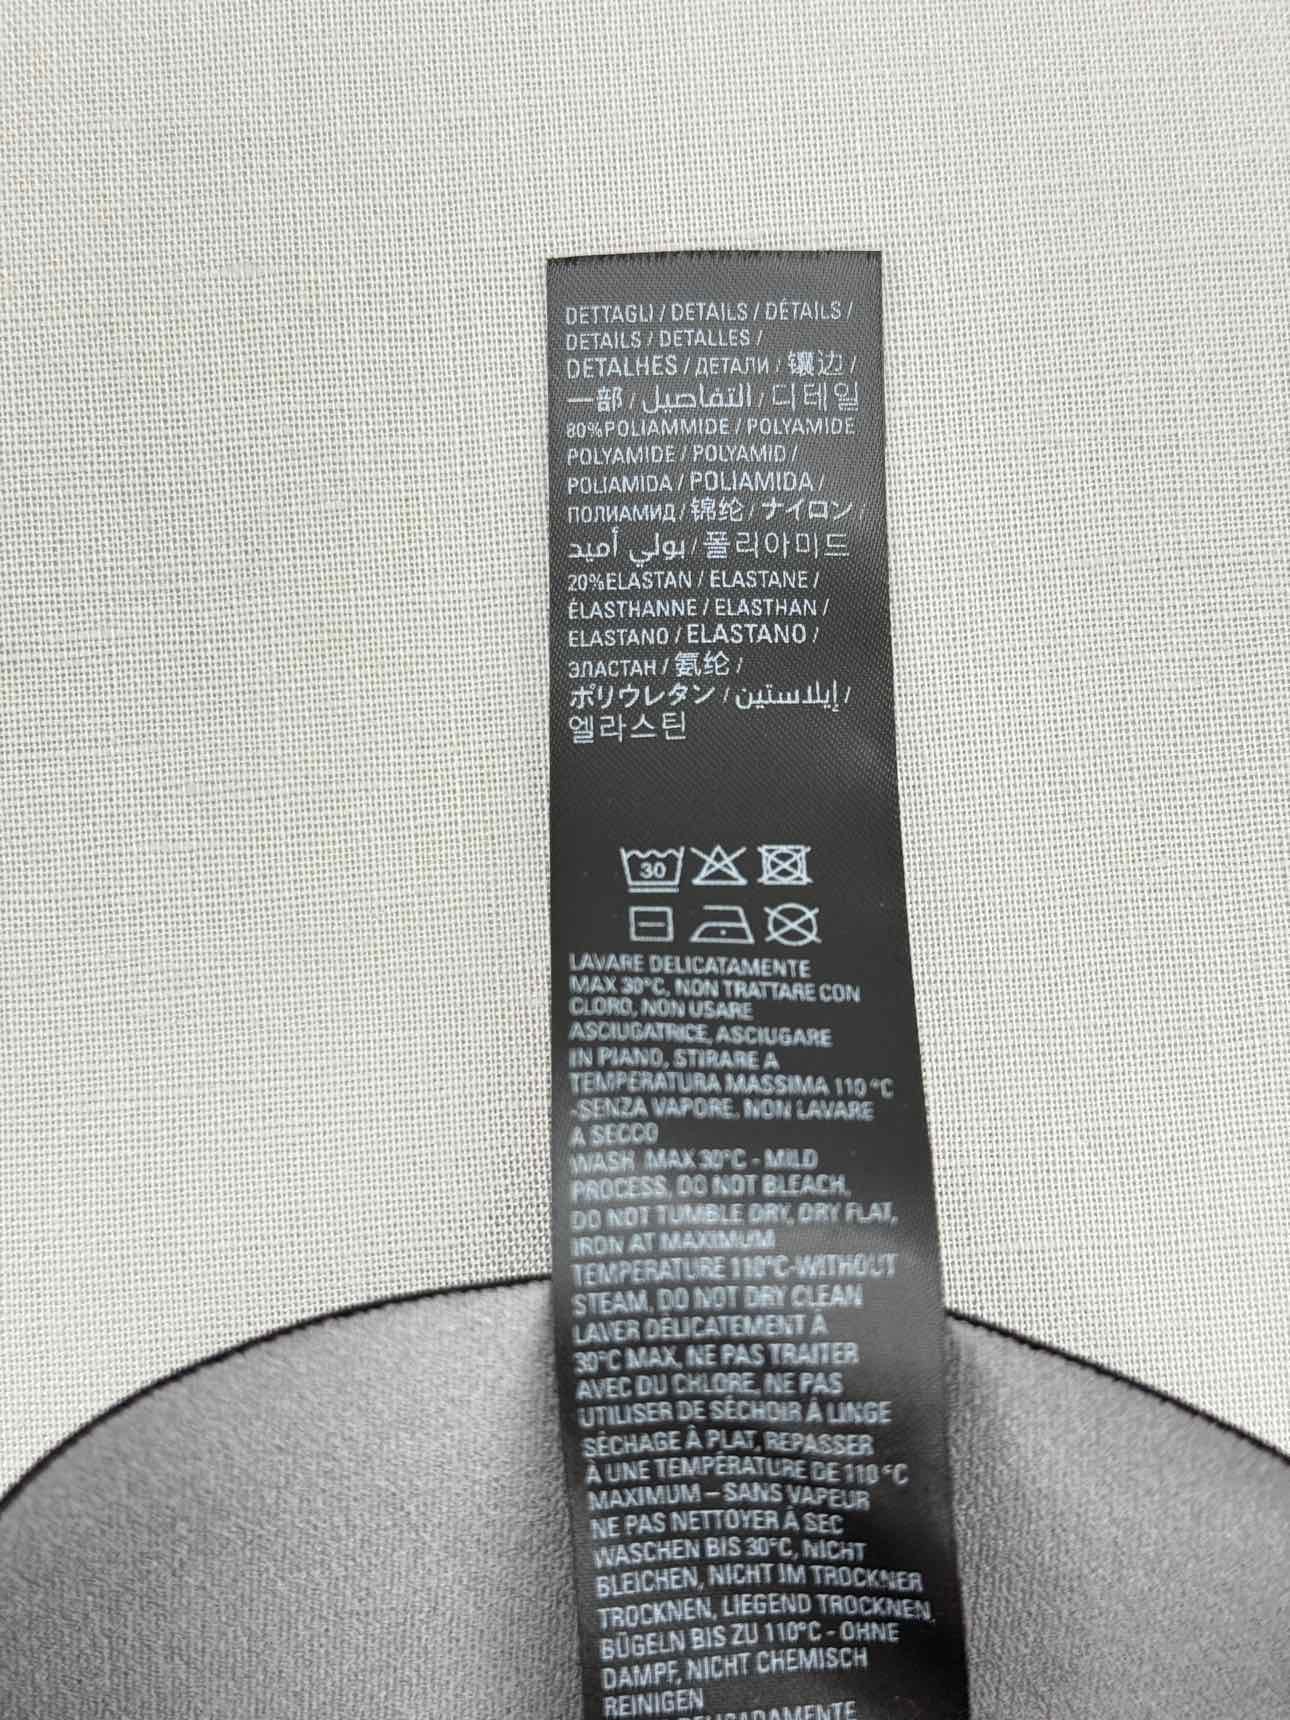 DETTAGLI / DETAILS / DÉTAILS /
DETAILS / DETALLES /
DETALHES / ДЕТАЛИ / 镶边 /
一部 / التفاصيل / 디테일
80%POLIAMMIDE / POLYAMIDE
POLYAMIDE / POLYAMID /
POLIAMIDA / POLIAMIDA /
ПОЛИАМИД / 锦纶 / ナイロン /
بولي أميد / 폴리아미드
20%ELASTAN / ELASTANE /
ÉLASTHANNE / ELASTHAN /
ELASTANO / ELASTANO /
ЭЛАСТАН / 氨纶 /
ポリウレタン / إيلاستين /
엘라스틴
30
LAVARE DELICATAMENTE
MAX 30°C, NON TRATTARE CON
CLORO, NON USARE
ASCIUGATRICE, ASCIUGARE
IN PIANO, STIRARE A
TEMPERATURA MASSIMA 110 °C
-SENZA VAPORE, NON LAVARE
A SECCO
WASH MAX 30°C - MILD
PROCESS, DO NOT BLEACH,
DO NOT TUMBLE DRY, DRY FLAT,
IRON AT MAXIMUM
TEMPERATURE 110°C-WITHOUT
STEAM, DO NOT DRY CLEAN
LAVER DÉLICATEMENT À
30°C MAX, NE PAS TRAITER
AVEC DU CHLORE, NE PAS
UTILISER DE SÉCHOIR À LINGE
SÉCHAGE À PLAT, REPASSER
À UNE TEMPÉRATURE DE 110 °C
MAXIMUM – SANS VAPEUR
NE PAS NETTOYER À SEC
WASCHEN BIS 30°C, NICHT
BLEICHEN, NICHT IM TROCKNER
TROCKNEN, LIEGEND TROCKNEN,
BÜGELN BIS ZU 110°C - OHNE
DAMPF, NICHT CHEMISCH
REINIGEN